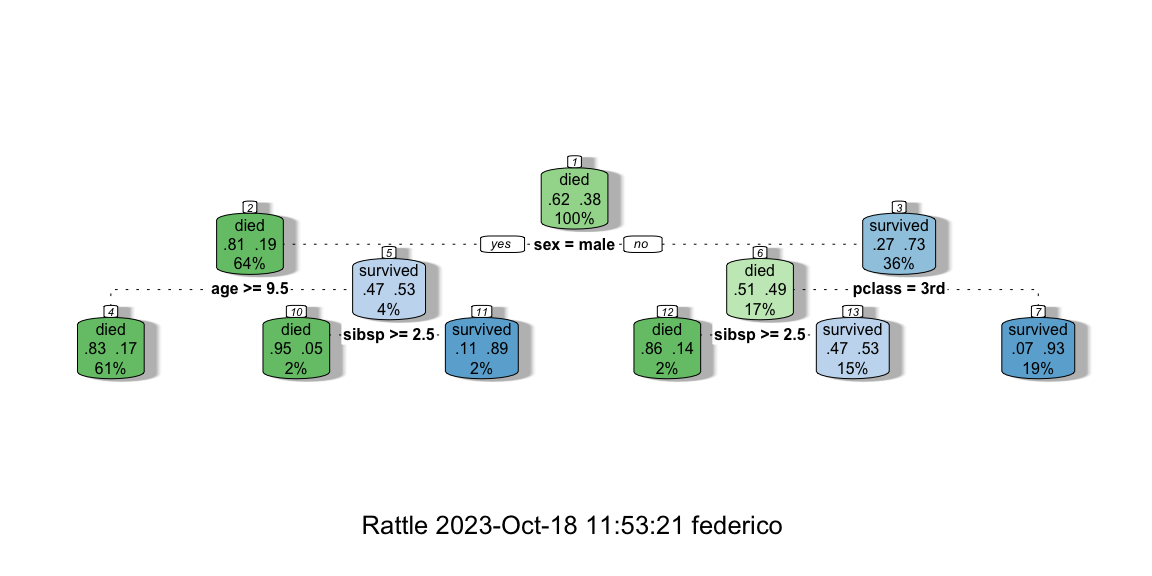 1
died
.62 .38
100%
yes sex = male no
2
died
.81 .19
64%
age >= 9.5
3
survived
.27 .73
36%
pclass = 3rd
5
survived
.47 .53
4%
sibsp >= 2.5
6
died
.51 .49
17%
sibsp >= 2.5
4
died
.83 .17
61%
10
died
.95 .05
2%
11
survived
.11 .89
2%
12
died
.86 .14
2%
13
survived
.47 .53
15%
7
survived
.07 .93
19%
Rattle 2023-Oct-18 11:53:21 federico